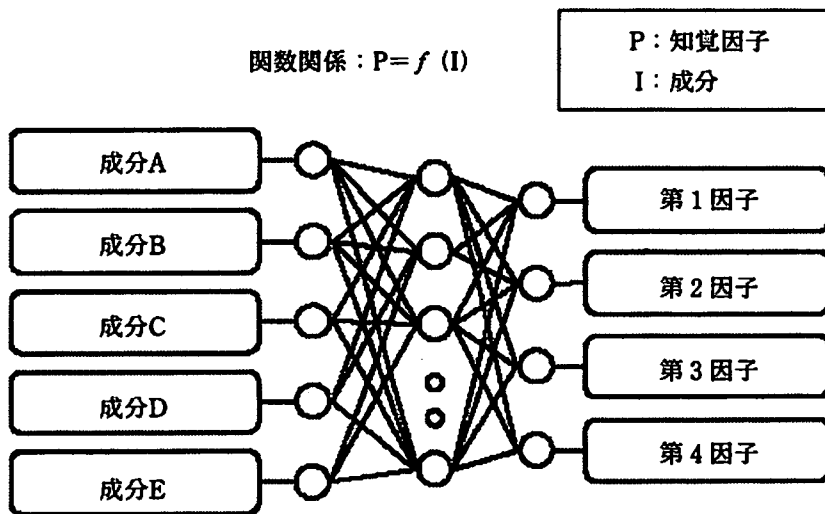 関数関係：P＝f (I)
P：知覚因子
I：成分
成分A
成分B
成分C
成分D
成分E
第1因子
第2因子
第3因子
第4因子